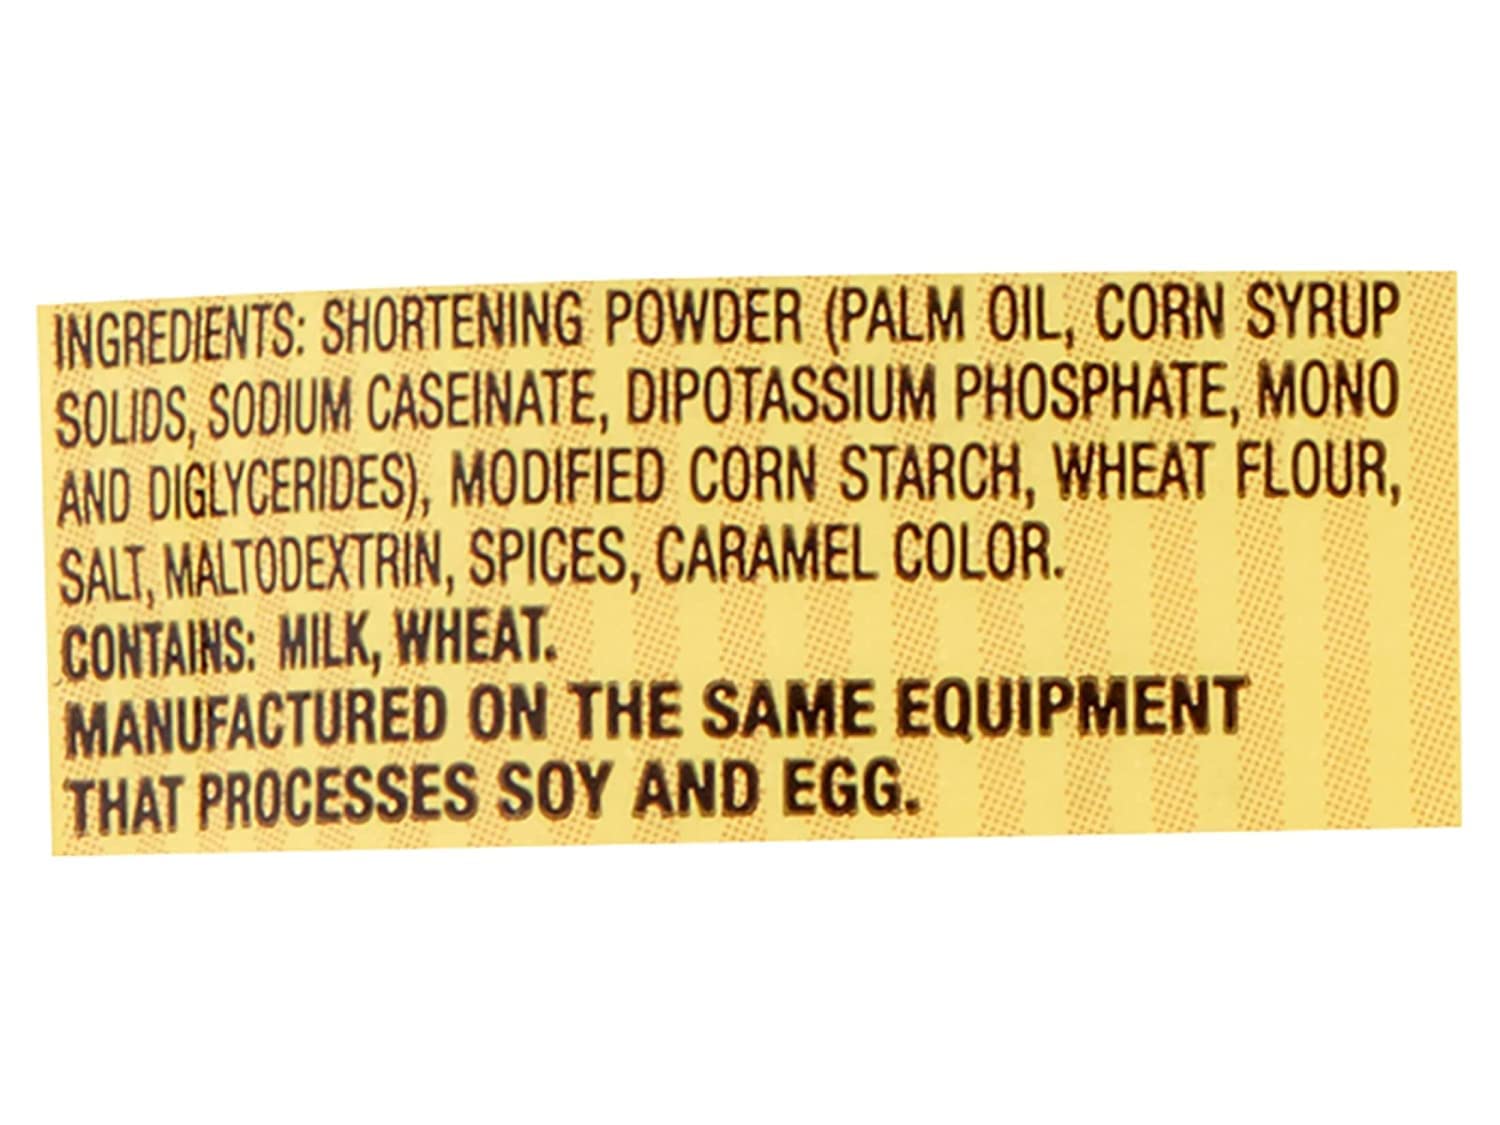 INGREDIENTS: SHORTENING POWDER (PALM OIL, CORN SYRUP
SOLIDS, SODIUM CASEINATE, DIPOTASSIUM PHOSPHATE, MONO
AND DIGLYCERIDES), MODIFIED CORN STARCH, WHEAT FLOUR,
SALT, MALTODEXTRIN, SPICES, CARAMEL COLOR.
CONTAINS: MILK, WHEAT.
MANUFACTURED ON THE SAME EQUIPMENT
THAT PROCESSES SOY AND EGG.